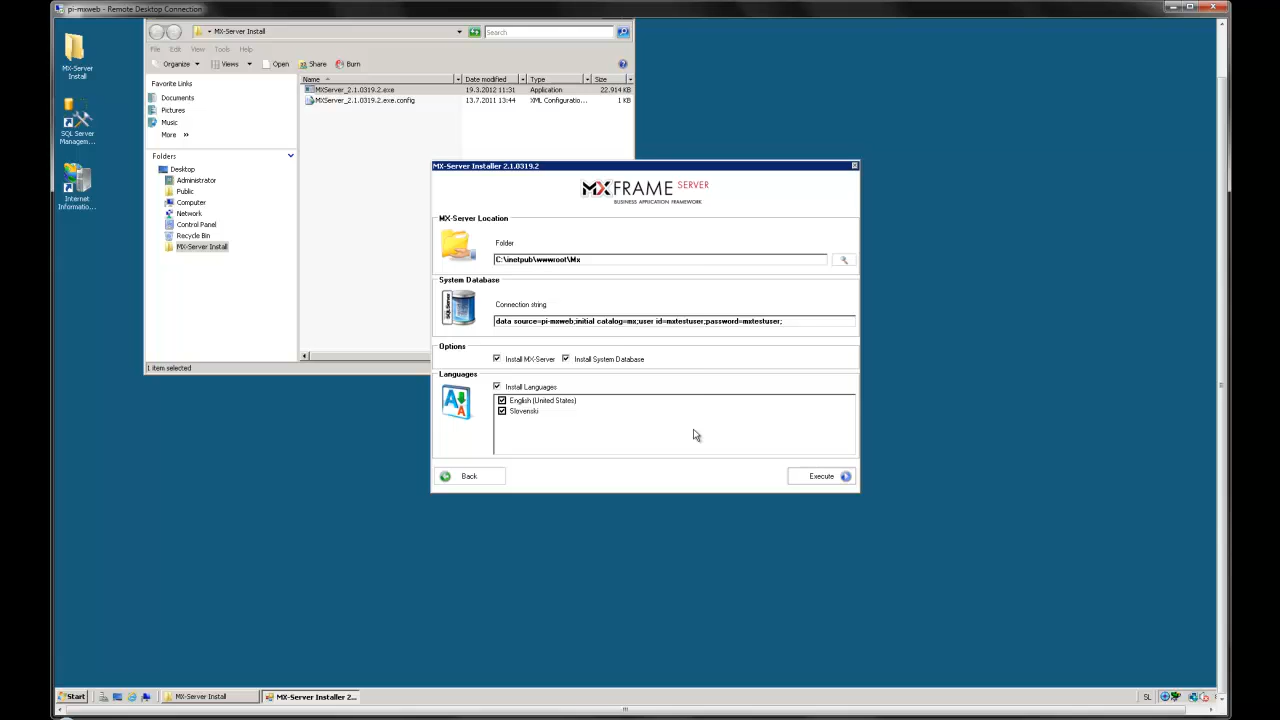 pi-mxweb - Remote Desktop Connection
MX-Server Install
Search
File Edit View Tools Help
Organize Views Open Share Burn
Favorite Links
Documents
Pictures
Music
More »
Folders
Desktop
Administrator
Public
Computer
Network
Control Panel
Recycle Bin
MX-Server Install
Name Date modified Type Size
MXServer_2.1.0319.2.exe 19.3.2012 11:31 Application 22.914 KB
MXServer_2.1.0319.2.exe.config 13.7.2011 13:44 XML Configuratio... 1 KB
1 item selected
MX-Server Install
SQL Server Managem...
Internet Informatio...
MX-Server Installer 2.1.0319.2
MXFRAME SERVER
BUSINESS APPLICATION FRAMEWORK
MX-Server Location
Folder
C:\inetpub\wwwroot\Mx
System Database
SQLServer
Connection string
data source=pi-mxweb;initial catalog=mx;user id=mxtestuser;password=mxtestuser;
Options
Install MX-Server Install System Database
Languages
Install Languages
English (United States)
Slovenski
Back Execute
Start MX-Server Install MX-Server Installer 2... SL